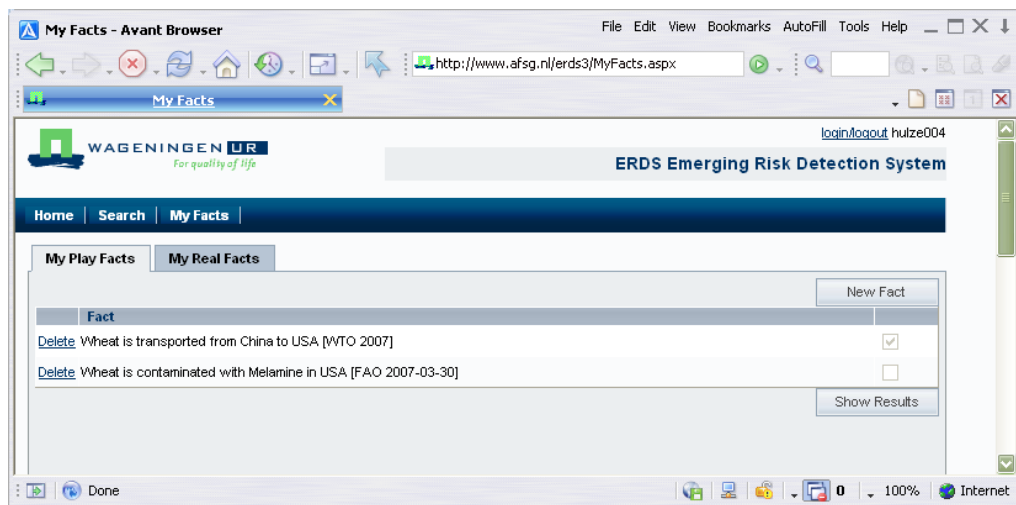 My Facts - Avant Browser
File Edit View Bookmarks AutoFill Tools Help
http://www.afsg.nl/erds3/MyFacts.aspx
My Facts
login/logout hulze004
WAGENINGEN UR
For quality of life
ERDS Emerging Risk Detection System
Home Search My Facts
My Play Facts My Real Facts
New Fact
Fact
Delete Wheat is transported from China to USA [WTO 2007]
Delete Wheat is contaminated with Melamine in USA [FAO 2007-03-30]
Show Results
Done 0 100% Internet